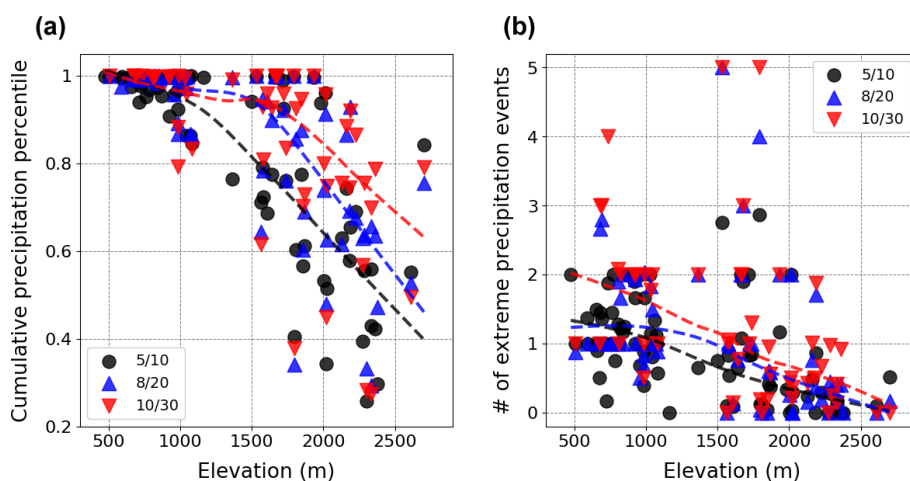 (a)
(b)
Cumulative precipitation percentile
1
0.8
0.6
0.4
0.2
5/10
8/20
10/30
500 1000 1500 2000 2500
Elevation (m)
# of extreme precipitation events
5
4
3
2
1
0
5/10
8/20
10/30
500 1000 1500 2000 2500
Elevation (m)